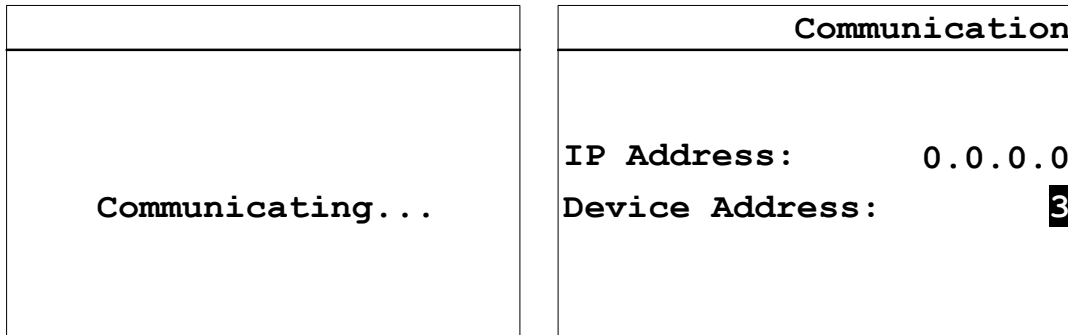 Communicating...
Communication
IP Address: 0.0.0.0
Device Address: 3